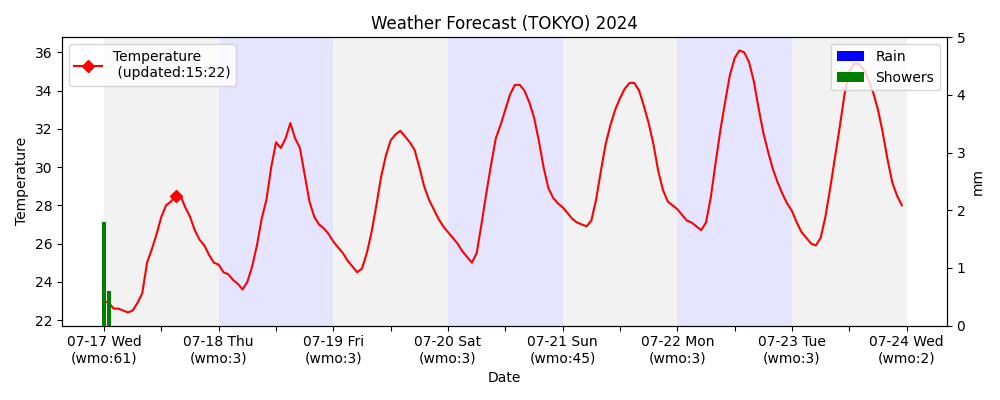 Weather Forecast (TOKYO) 2024
Temperature
(updated:15:22)
Rain
Showers
36
34
32
30
28
26
24
22
Temperature
5
4
3
2
1
0
mm
07-17 Wed
(wmo:61)
07-18 Thu
(wmo:3)
07-19 Fri
(wmo:3)
07-20 Sat
(wmo:3)
07-21 Sun
(wmo:45)
07-22 Mon
(wmo:3)
07-23 Tue
(wmo:3)
07-24 Wed
(wmo:2)
Date